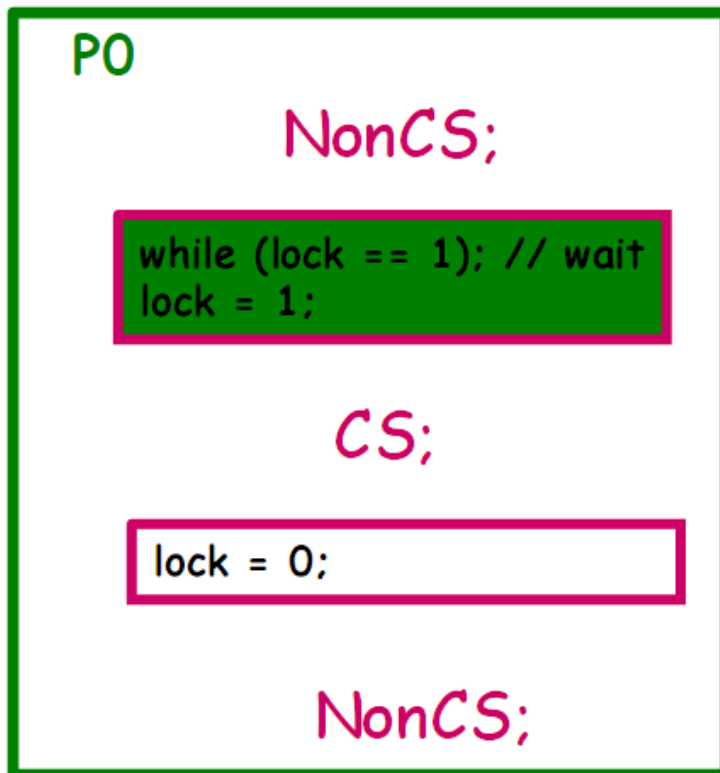 P0
NonCS;
while (lock == 1); // wait
lock = 1;
CS;
lock = 0;
NonCS;